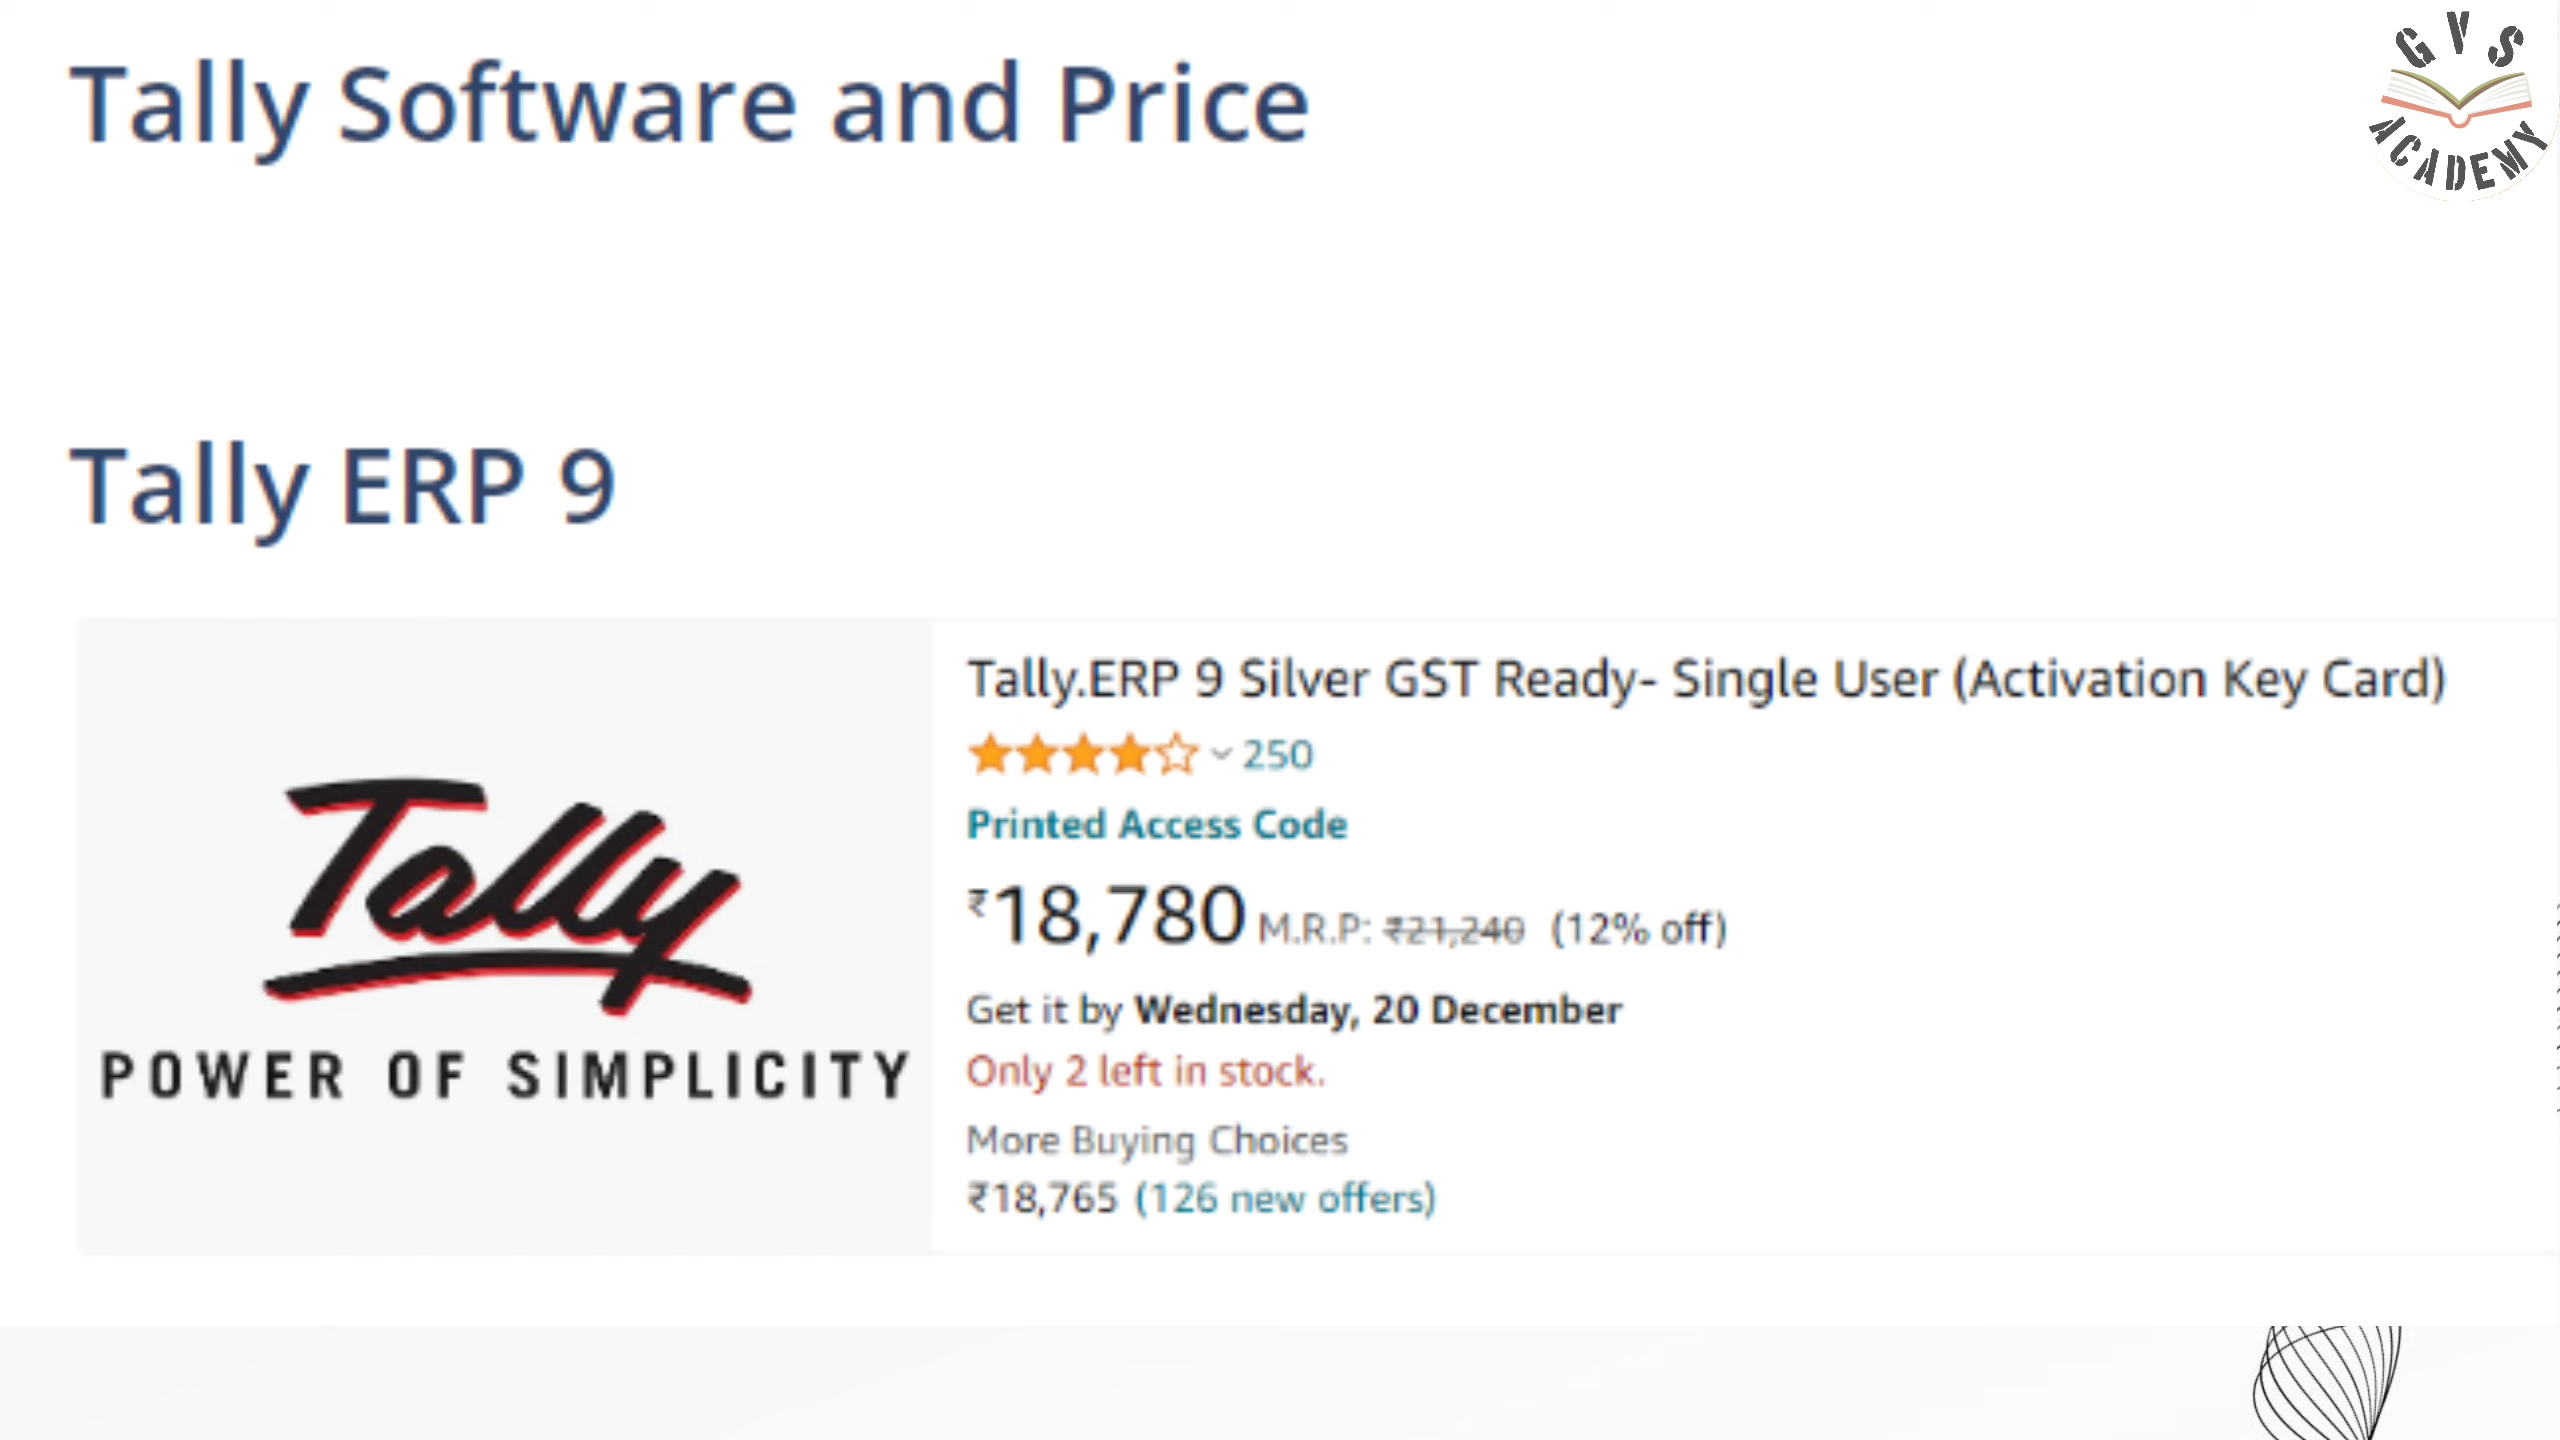 GVS
ACADEMY
Tally Software and Price
Tally ERP 9
Tally
POWER OF SIMPLICITY
Tally.ERP 9 Silver GST Ready- Single User (Activation Key Card)
250
Printed Access Code
₹18,780 M.R.P: ₹21,240 (12% off)
Get it by Wednesday, 20 December
Only 2 left in stock.
More Buying Choices
₹18,765 (126 new offers)